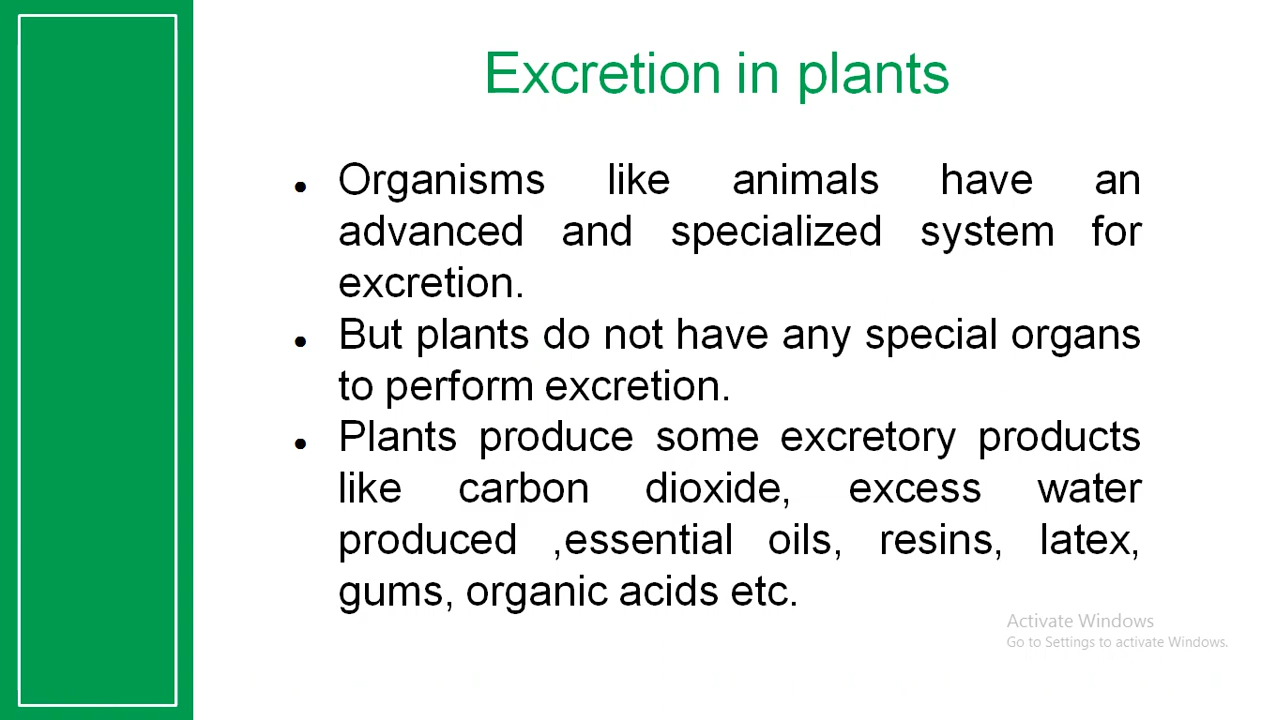 Excretion in plants
● Organisms like animals have an
advanced and specialized system for
excretion.
● But plants do not have any special organs
to perform excretion.
● Plants produce some excretory products
like carbon dioxide, excess water
produced ,essential oils, resins, latex,
gums, organic acids etc.
Activate Windows
Go to Settings to activate Windows.